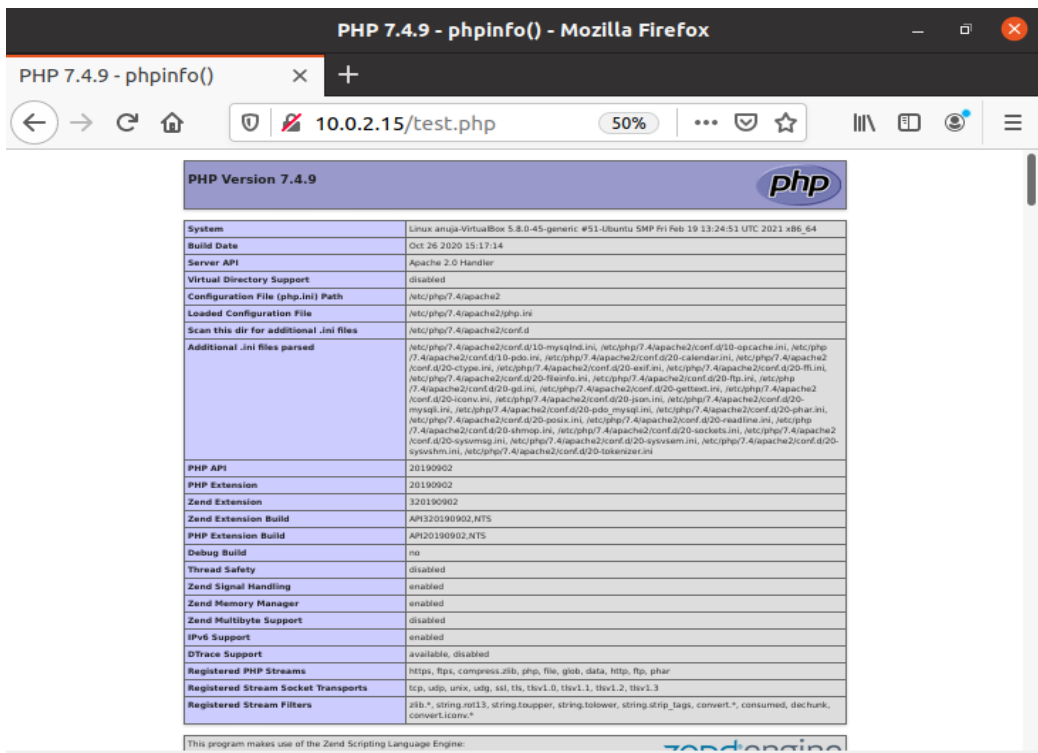 PHP 7.4.9 - phpinfo() - Mozilla Firefox
PHP 7.4.9 - phpinfo()
10.0.2.15/test.php 50%
PHP Version 7.4.9
php
System Linux anuja-VirtualBox 5.8.0-45-generic #51-Ubuntu SMP Fri Feb 19 13:24:51 UTC 2021 x86_64
Build Date Oct 26 2020 15:17:14
Server API Apache 2.0 Handler
Virtual Directory Support disabled
Configuration File (php.ini) Path /etc/php/7.4/apache2
Loaded Configuration File /etc/php/7.4/apache2/php.ini
Scan this dir for additional .ini files /etc/php/7.4/apache2/conf.d
Additional .ini files parsed /etc/php/7.4/apache2/conf.d/10-mysqlnd.ini, /etc/php/7.4/apache2/conf.d/10-opcache.ini, /etc/php
/7.4/apache2/conf.d/10-pdo.ini, /etc/php/7.4/apache2/conf.d/20-calendar.ini, /etc/php/7.4/apache2
/conf.d/20-ctype.ini, /etc/php/7.4/apache2/conf.d/20-exif.ini, /etc/php/7.4/apache2/conf.d/20-ffi.ini,
/etc/php/7.4/apache2/conf.d/20-fileinfo.ini, /etc/php/7.4/apache2/conf.d/20-ftp.ini, /etc/php
/7.4/apache2/conf.d/20-gd.ini, /etc/php/7.4/apache2/conf.d/20-gettext.ini, /etc/php/7.4/apache2
/conf.d/20-iconv.ini, /etc/php/7.4/apache2/conf.d/20-json.ini, /etc/php/7.4/apache2/conf.d/20-
mysqli.ini, /etc/php/7.4/apache2/conf.d/20-pdo_mysql.ini, /etc/php/7.4/apache2/conf.d/20-phar.ini,
/etc/php/7.4/apache2/conf.d/20-posix.ini, /etc/php/7.4/apache2/conf.d/20-readline.ini, /etc/php
/7.4/apache2/conf.d/20-shmop.ini, /etc/php/7.4/apache2/conf.d/20-sockets.ini, /etc/php/7.4/apache2
/conf.d/20-sysvmsg.ini, /etc/php/7.4/apache2/conf.d/20-sysvsem.ini, /etc/php/7.4/apache2/conf.d/20-
sysvshm.ini, /etc/php/7.4/apache2/conf.d/20-tokenizer.ini
PHP API 20190902
PHP Extension 20190902
Zend Extension 320190902
Zend Extension Build API320190902,NTS
PHP Extension Build API20190902,NTS
Debug Build no
Thread Safety disabled
Zend Signal Handling enabled
Zend Memory Manager enabled
Zend Multibyte Support disabled
IPv6 Support enabled
DTrace Support available, disabled
Registered PHP Streams https, ftps, compress.zlib, php, file, glob, data, http, ftp, phar
Registered Stream Socket Transports tcp, udp, unix, udg, ssl, tls, tlsv1.0, tlsv1.1, tlsv1.2, tlsv1.3
Registered Stream Filters zlib.*, string.rot13, string.toupper, string.tolower, string.strip_tags, convert.*, consumed, dechunk,
convert.iconv.*
This program makes use of the Zend Scripting Language Engine:
zend engine